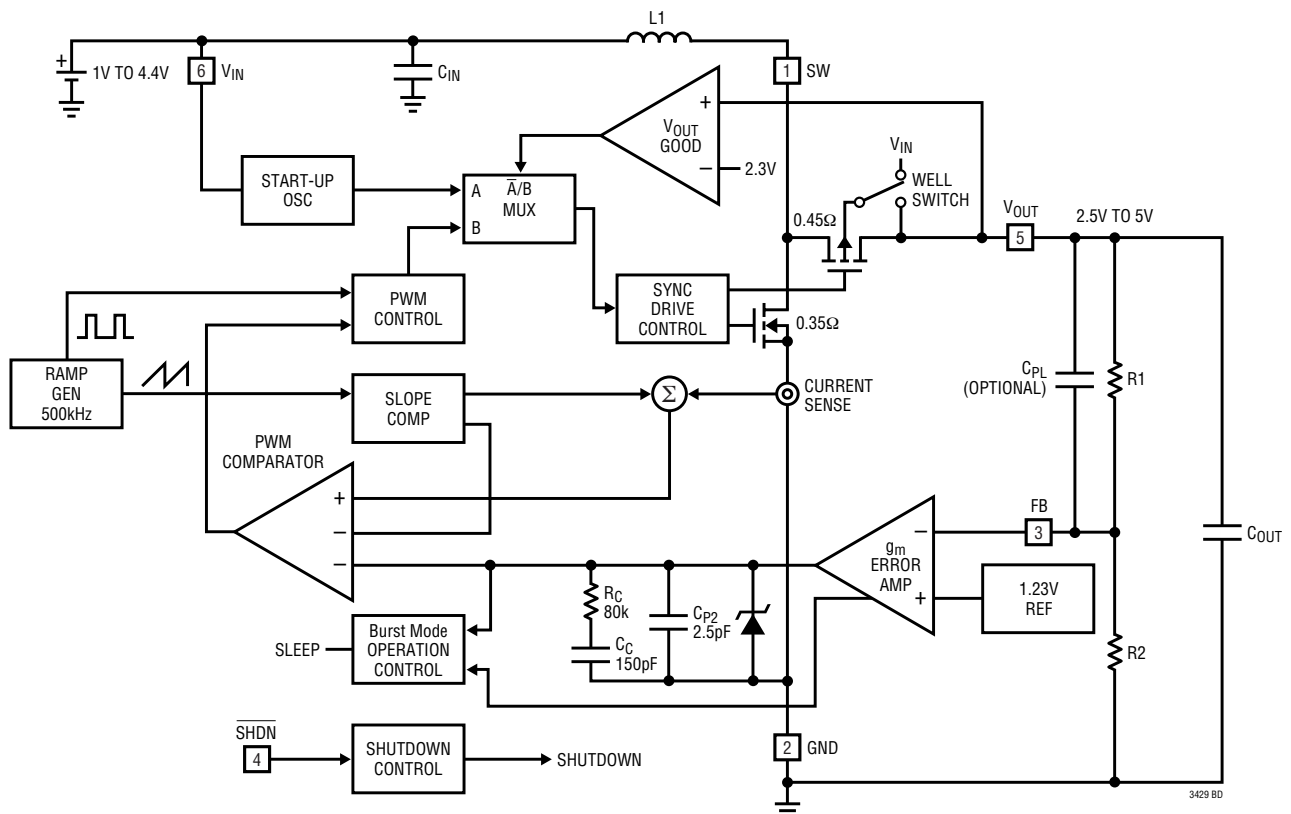 L1
+
1V TO 4.4V
6
VIN
CIN
1
SW
+
VOUT
GOOD
−
2.3V
VIN
WELL
SWITCH
START-UP
OSC
A
B
A̅/B
MUX
0.45Ω
VOUT
5
2.5V TO 5V
PWM
CONTROL
SYNC
DRIVE
CONTROL
0.35Ω
RAMP
GEN
500kHz
SLOPE
COMP
Σ
CURRENT
SENSE
CPL
(OPTIONAL)
R1
PWM
COMPARATOR
+
−
−
FB
3
−
gm
ERROR
AMP
+
1.23V
REF
COUT
RC
80k
CP2
2.5pF
CC
150pF
SLEEP
Burst Mode
OPERATION
CONTROL
R2
S̅H̅D̅N̅
4
SHUTDOWN
CONTROL
SHUTDOWN
2
GND
3429 BD